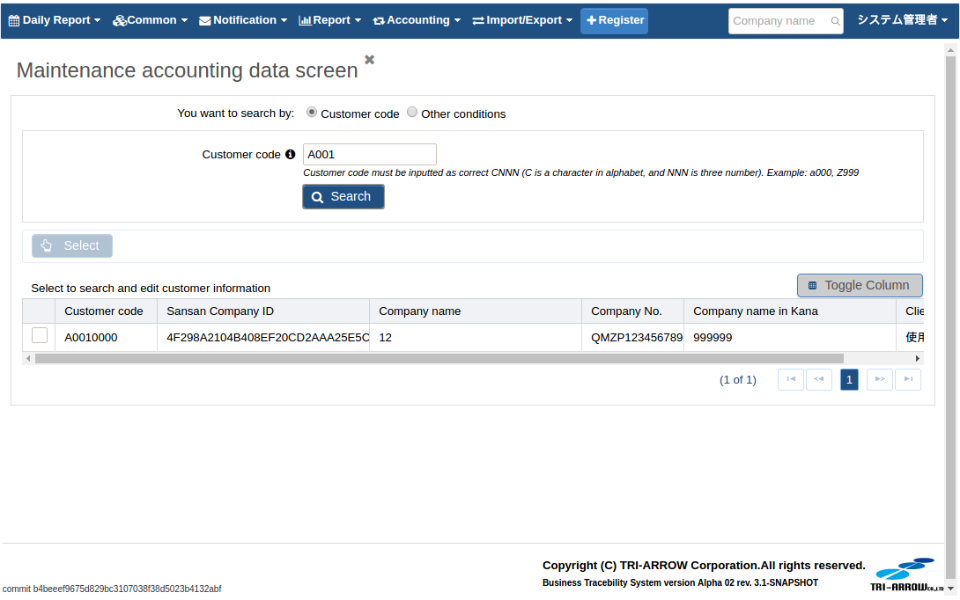 Daily Report Common Notification Report Accounting Import/Export Register Company name システム管理者
Maintenance accounting data screen
You want to search by: Customer code Other conditions
Customer code A001
Customer code must be inputted as correct CNNN (C is a character in alphabet, and NNN is three number). Example: a000, Z999
Search
Select
Toggle Column
Select to search and edit customer information
Customer code Sansan Company ID Company name Company No. Company name in Kana Clie
A0010000 4F298A2104B408EF20CD2AAA25E5C 12 QMZP123456789 999999 使用
(1 of 1) 1
Copyright (C) TRI-ARROW Corporation.All rights reserved.
Business Tracebility System version Alpha 02 rev. 3.1-SNAPSHOT
TRI-ARROW CO.,LTD
commit b4beeef9675d829bc3107038f38d5023b4132abf